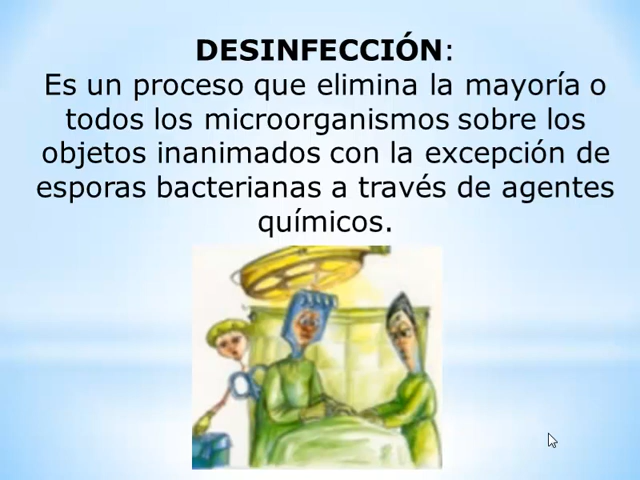 DESINFECCIÓN:
Es un proceso que elimina la mayoría o
todos los microorganismos sobre los
objetos inanimados con la excepción de
esporas bacterianas a través de agentes
químicos.